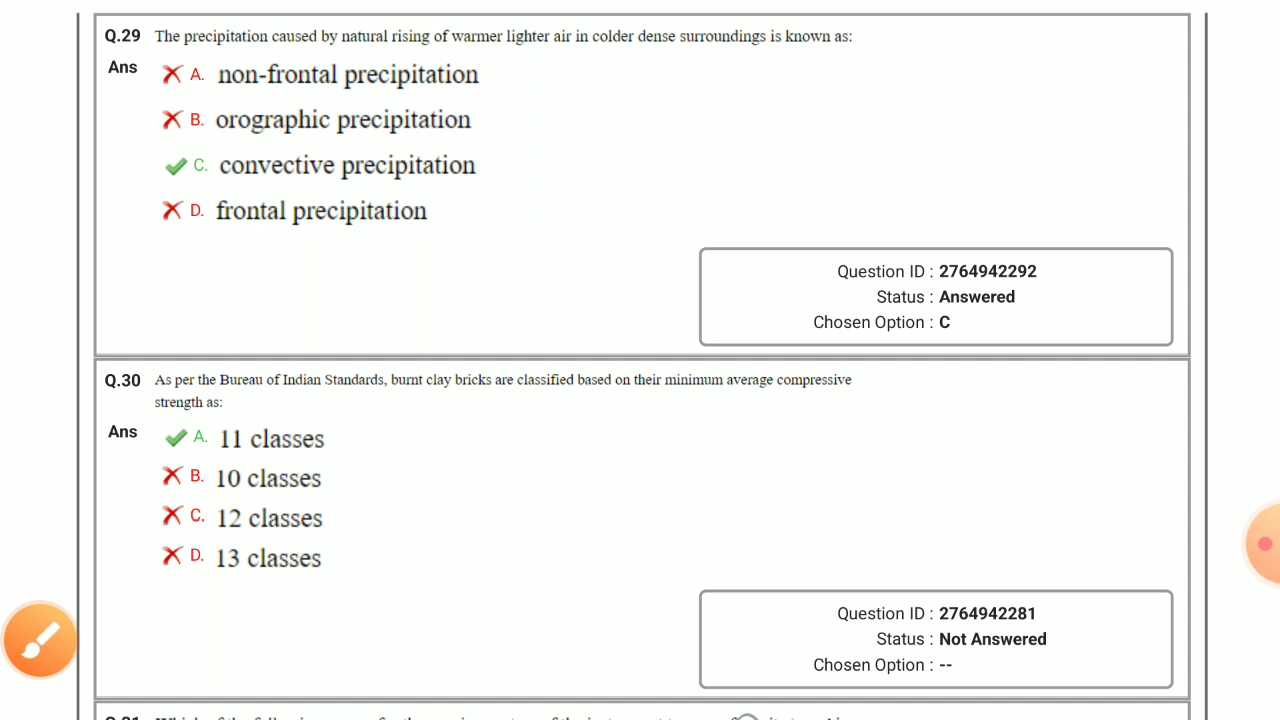 Q.29 The precipitation caused by natural rising of warmer lighter air in colder dense surroundings is known as:
Ans A. non-frontal precipitation
B. orographic precipitation
C. convective precipitation
D. frontal precipitation
Question ID : 2764942292
Status : Answered
Chosen Option : C
Q.30 As per the Bureau of Indian Standards, burnt clay bricks are classified based on their minimum average compressive
strength as:
Ans A. 11 classes
B. 10 classes
C. 12 classes
D. 13 classes
Question ID : 2764942281
Status : Not Answered
Chosen Option : --